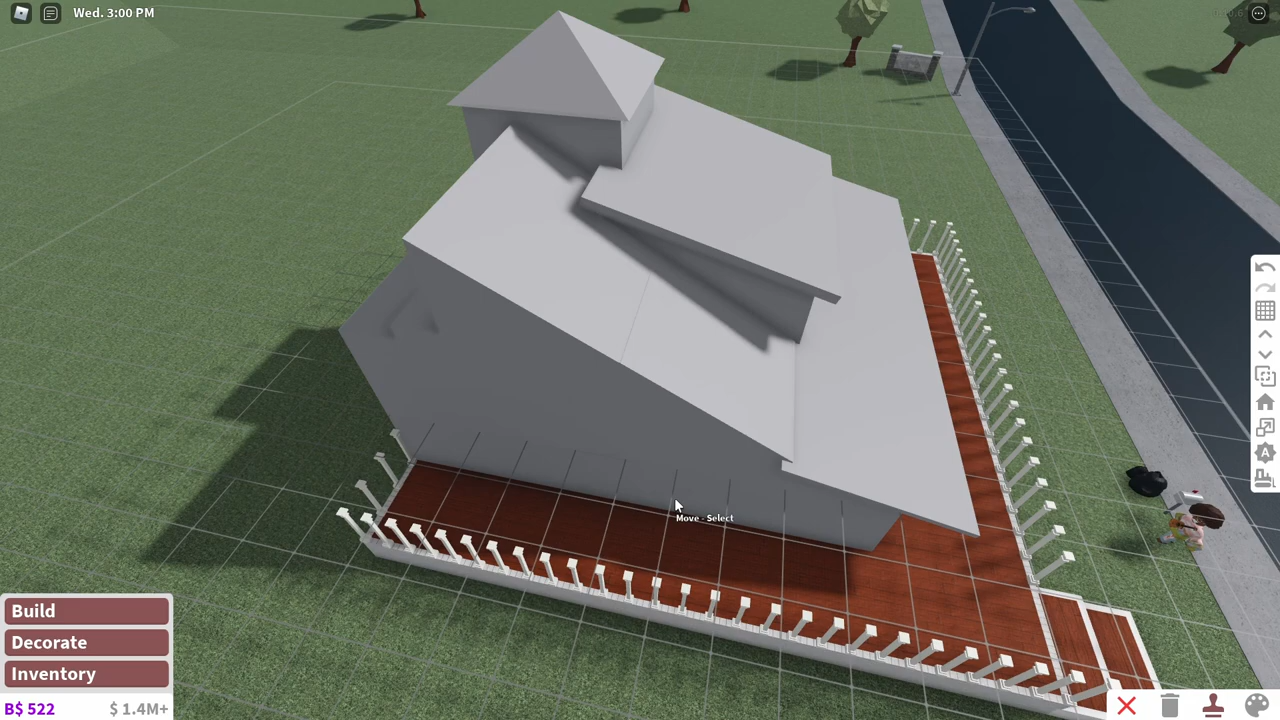 Wed. 3:00 PM
Move - Select
Build
Decorate
Inventory
B$ 522
$ 1.4M+